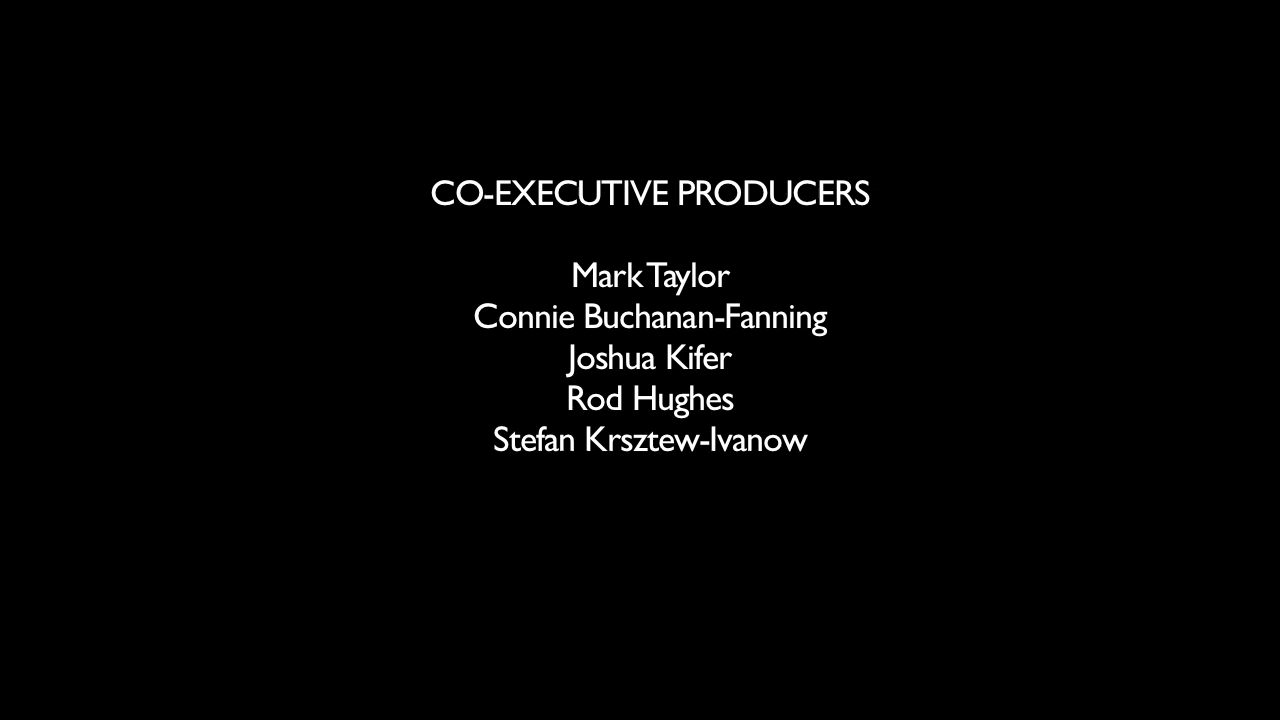 CO-EXECUTIVE PRODUCERS
Mark Taylor
Connie Buchanan-Fanning
Joshua Kifer
Rod Hughes
Stefan Krsztew-Ivanow